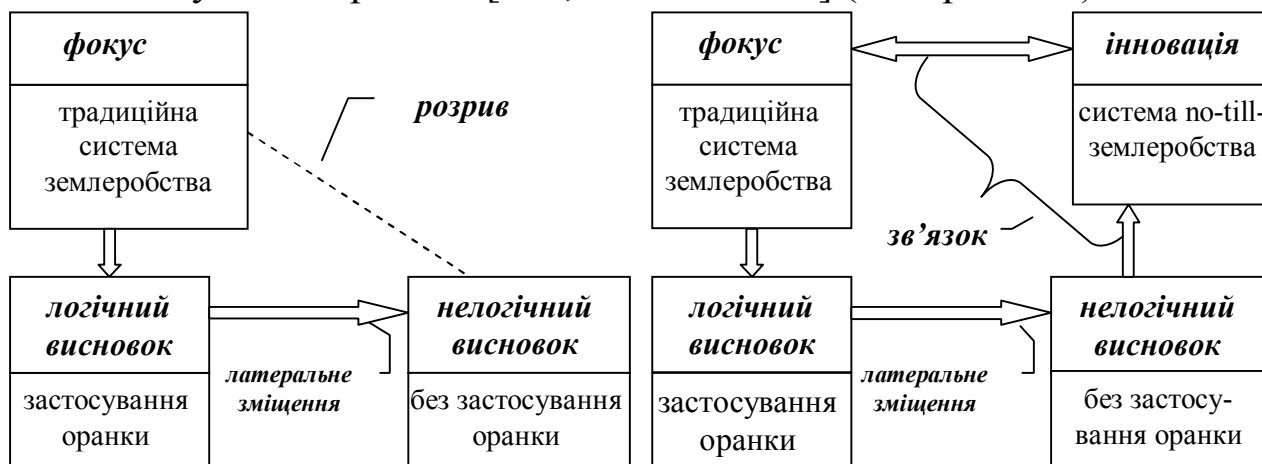 фокус
традиційна
система
землеробства
розрив
логічний
висновок
застосування
оранки
латеральне
зміщення
нелогічний
висновок
без застосування
оранки
фокус
традиційна
система
землеробства
інновація
система no-till-
землеробства
зв’язок
логічний
висновок
застосування
оранки
латеральне
зміщення
нелогічний
висновок
без застосу-
вання оранки